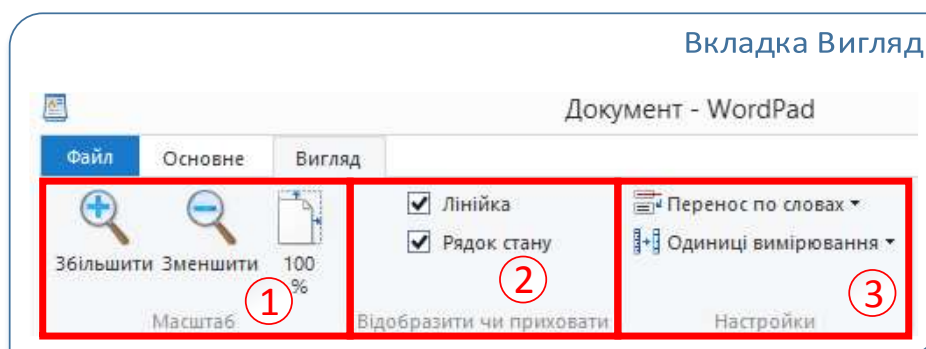 Вкладка Вигляд
Документ - WordPad
Файл Основне Вигляд
Збільшити Зменшити 100 %
1
Масштаб
Лінійка
Рядок стану
2
Відобразити чи приховати
Перенос по словах
Одиниці вимірювання
3
Настройки